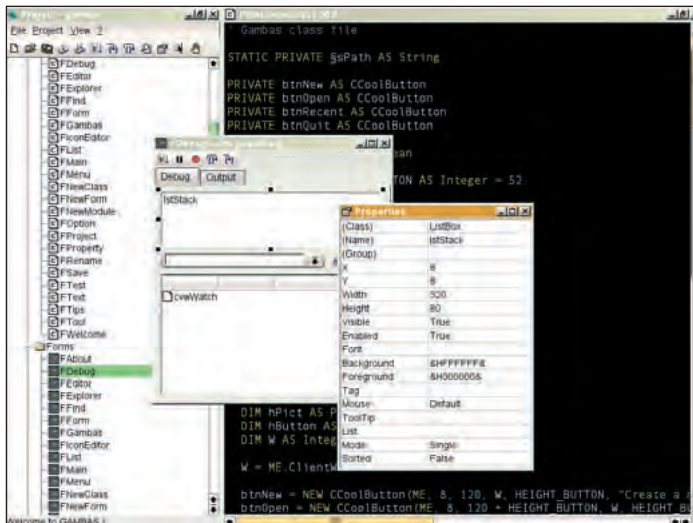 Project - gambas
File Project View ?
FDebug
FEditor
FExplorer
FFind
FForm
FGambas
FIconEditor
FList
FMain
FMenu
FNewClass
FNewForm
FNewModule
FOption
FProject
FProperty
FRename
FSave
FTest
FText
FTips
FTool
FWelcome
Forms
FAbout
FDebug
FEditor
FExplorer
FFind
FForm
FGambas
FIconEditor
FList
FMain
FMenu
FNewClass
FNewForm
Welcome to GAMBAS !
' Gambas class file
STATIC PRIVATE §sPath AS String
PRIVATE btnNew AS CCoolButton
PRIVATE btnOpen AS CCoolButton
PRIVATE btnRecent AS CCoolButton
PRIVATE btnQuit AS CCoolButton
ean
TON AS Integer = 52
Debug Output
lstStack
cvwWatch
Properties
(Class) ListBox
(Name) lstStack
(Group)
X 8
Y 8
Width 320
Height 80
Visible True
Enabled True
Font
Background &HFFFFFF&
Foreground &H000000&
Tag
Mouse Default
ToolTip
List
Mode Single
Sorted False
DIM hPict AS P
DIM hButton AS
DIM W AS Integ
W = ME.ClientW
btnNew = NEW CCoolButton(ME, 8, 120, W, HEIGHT_BUTTON, "Create a
btnOpen = NEW CCoolButton(ME, 8, 120 + HEIGHT_BUTTON, W, HEIGHT_B